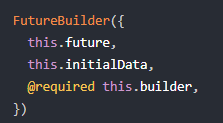 FutureBuilder({
this.future,
this.initialData,
@required this.builder,
})